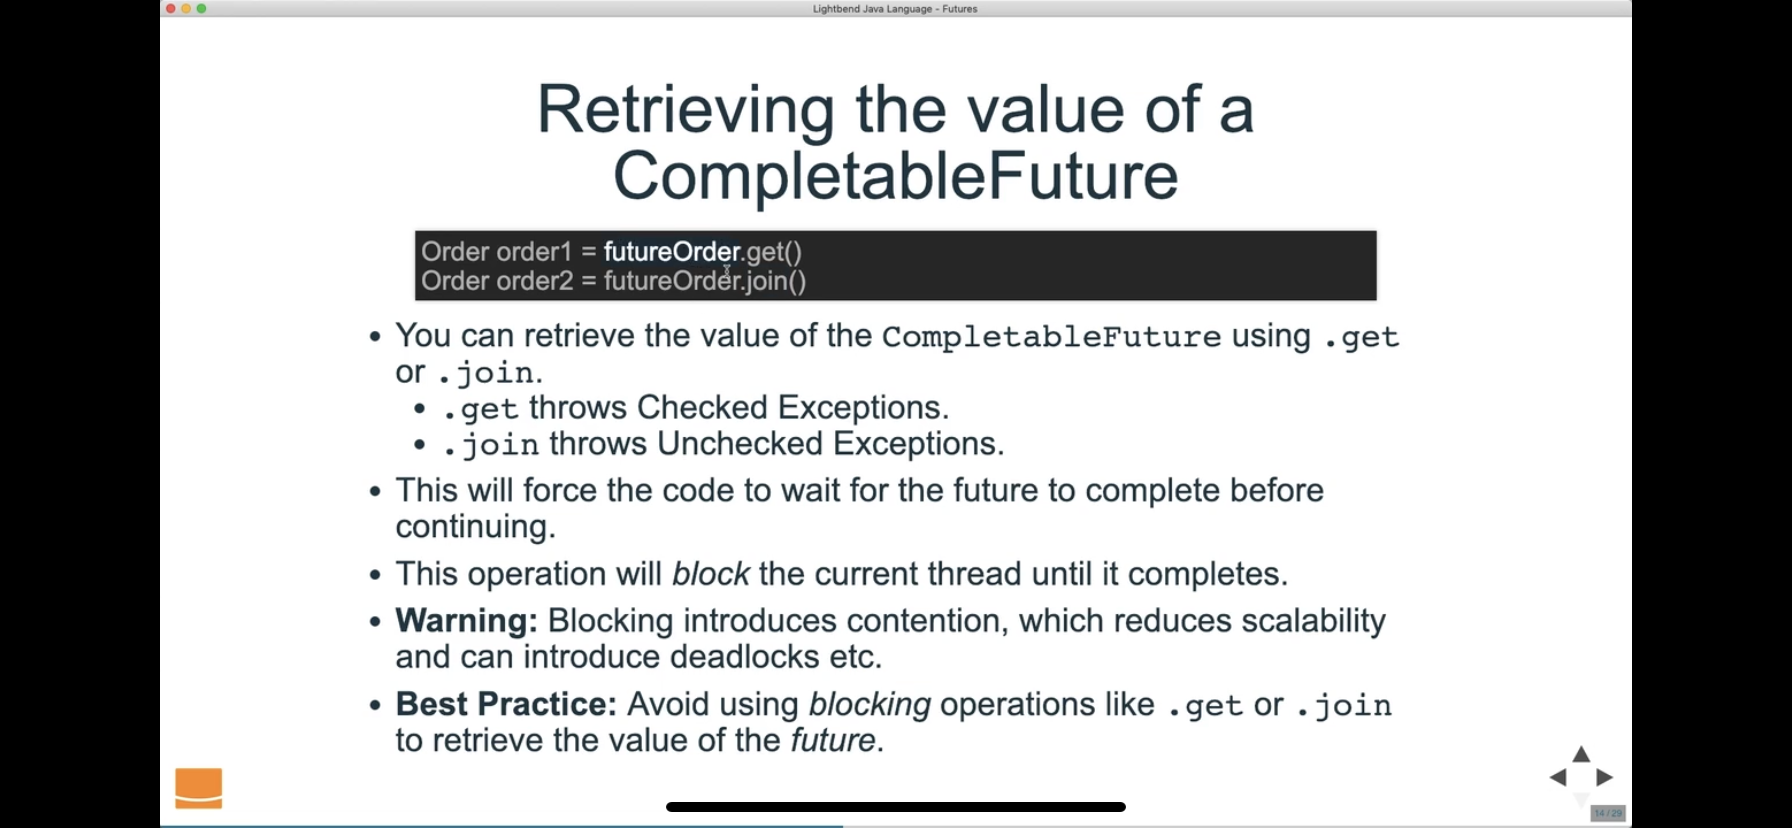 Lightbend Java Language - Futures
Retrieving the value of a
CompletableFuture
Order order1 = futureOrder.get()
Order order2 = futureOrder.join()
• You can retrieve the value of the CompletableFuture using .get
or .join.
• .get throws Checked Exceptions.
• .join throws Unchecked Exceptions.
• This will force the code to wait for the future to complete before
continuing.
• This operation will block the current thread until it completes.
• Warning: Blocking introduces contention, which reduces scalability
and can introduce deadlocks etc.
• Best Practice: Avoid using blocking operations like .get or .join
to retrieve the value of the future.
14 / 29